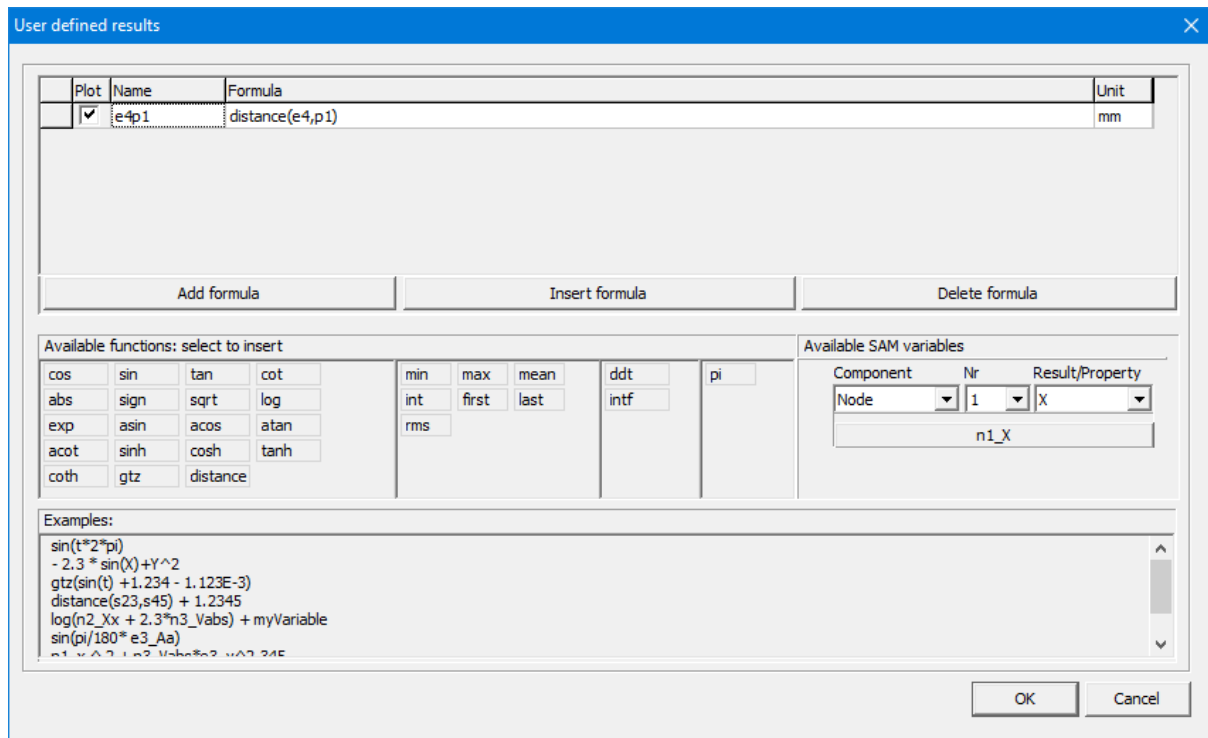 User defined results
Plot Name Formula Unit
e4p1 distance(e4,p1) mm
Add formula Insert formula Delete formula
Available functions: select to insert Available SAM variables
cos sin tan cot min max mean ddt pi Component Nr Result/Property
abs sign sqrt log int first last intf Node 1 X
exp asin acos atan rms n1_X
acot sinh cosh tanh
coth gtz distance
Examples:
sin(t*2*pi)
- 2.3 * sin(X)+Y^2
gtz(sin(t) +1.234 - 1.123E-3)
distance(s23,s45) + 1.2345
log(n2_Xx + 2.3*n3_Vabs) + myVariable
sin(pi/180* e3_Aa)
OK Cancel